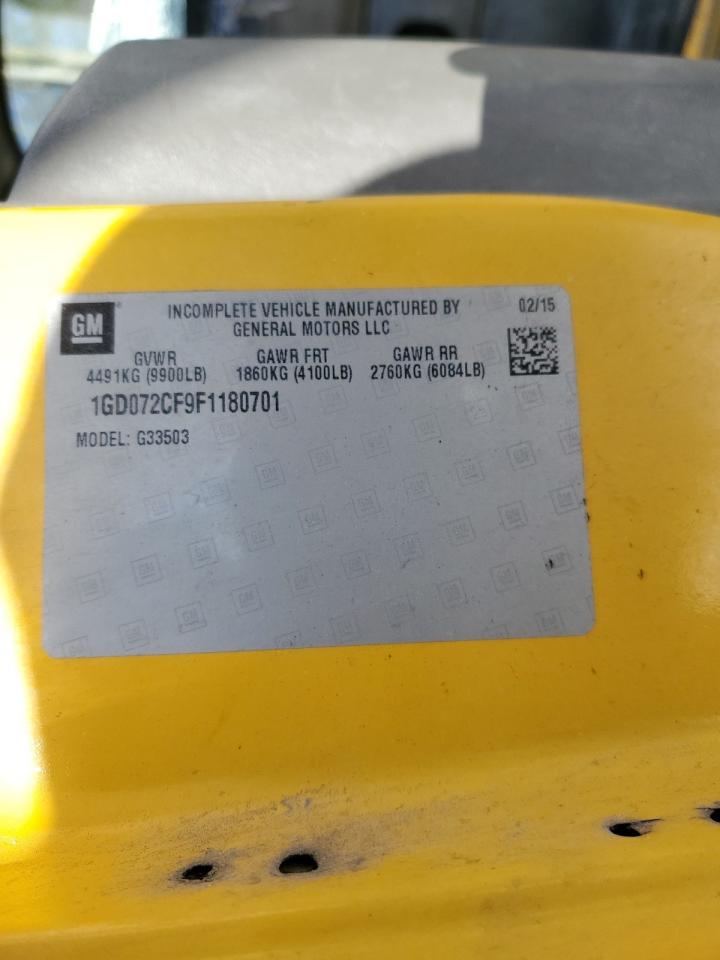 GM
INCOMPLETE VEHICLE MANUFACTURED BY
GENERAL MOTORS LLC
02/15
GVWR GAWR FRT GAWR RR
4491KG (9900LB) 1860KG (4100LB) 2760KG (6084LB)
1GD072CF9F1180701
MODEL: G33503